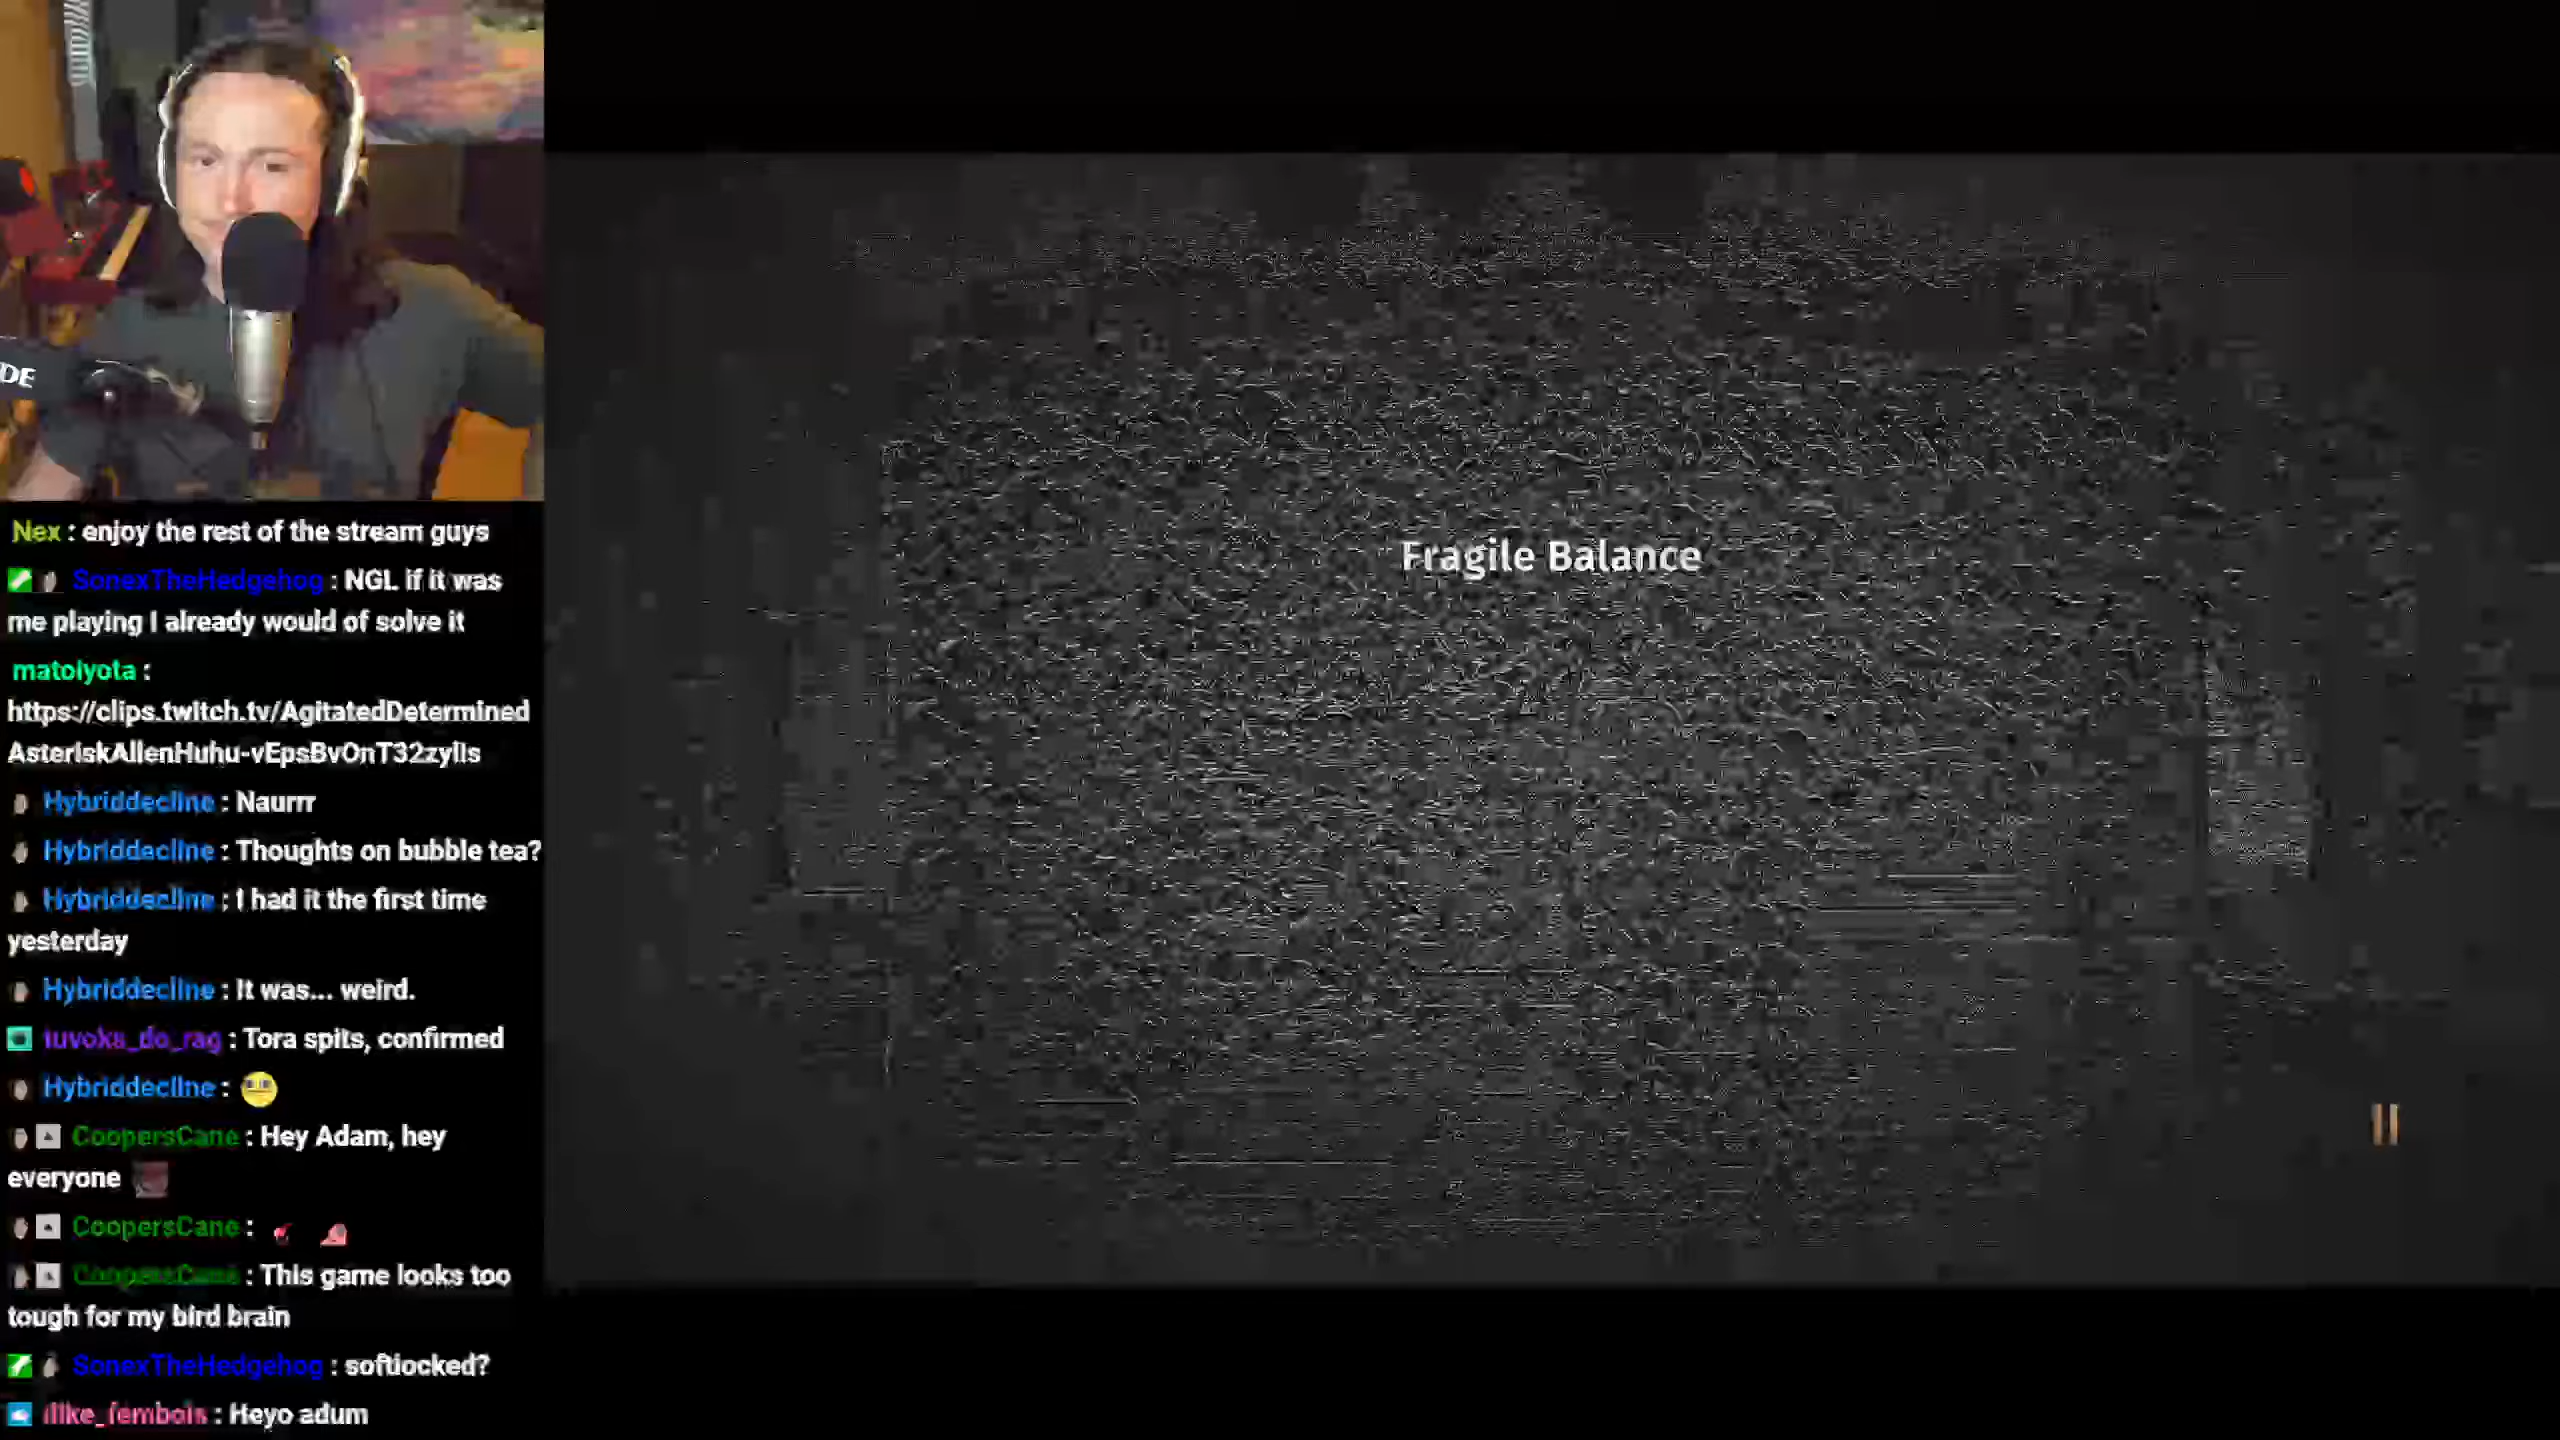 DE
Nex : enjoy the rest of the stream guys
SonexTheHedgehog : NGL if it was
me playing I already would of solve it
matolyota :
https://clips.twitch.tv/AgitatedDetermined
AsteriskAllenHuhu-vEpsBvOnT32zylls
Hybriddecline : Naurrr
Hybriddecline : Thoughts on bubble tea?
Hybriddecline : I had it the first time
yesterday
Hybriddecline : It was... weird.
tuvoks_do_rag : Tora spits, confirmed
Hybriddecline :
CoopersCane : Hey Adam, hey
everyone
CoopersCane :
CoopersCane : This game looks too
tough for my bird brain
SonexTheHedgehog : softlocked?
ilike_fembois : Heyo adum
Fragile Balance